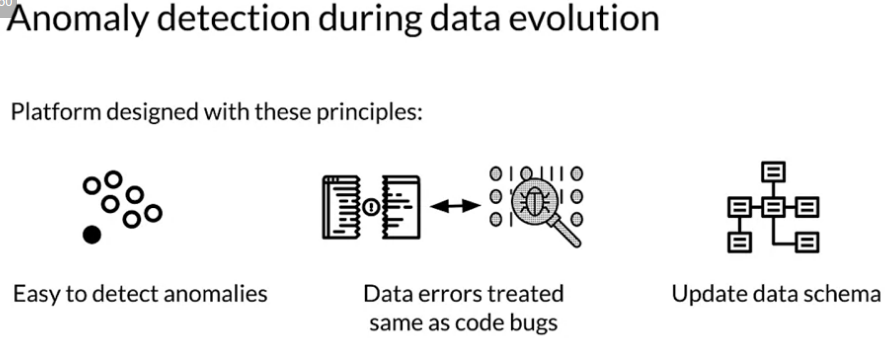 Anomaly detection during data evolution
Platform designed with these principles:
Easy to detect anomalies
Data errors treated
same as code bugs
Update data schema